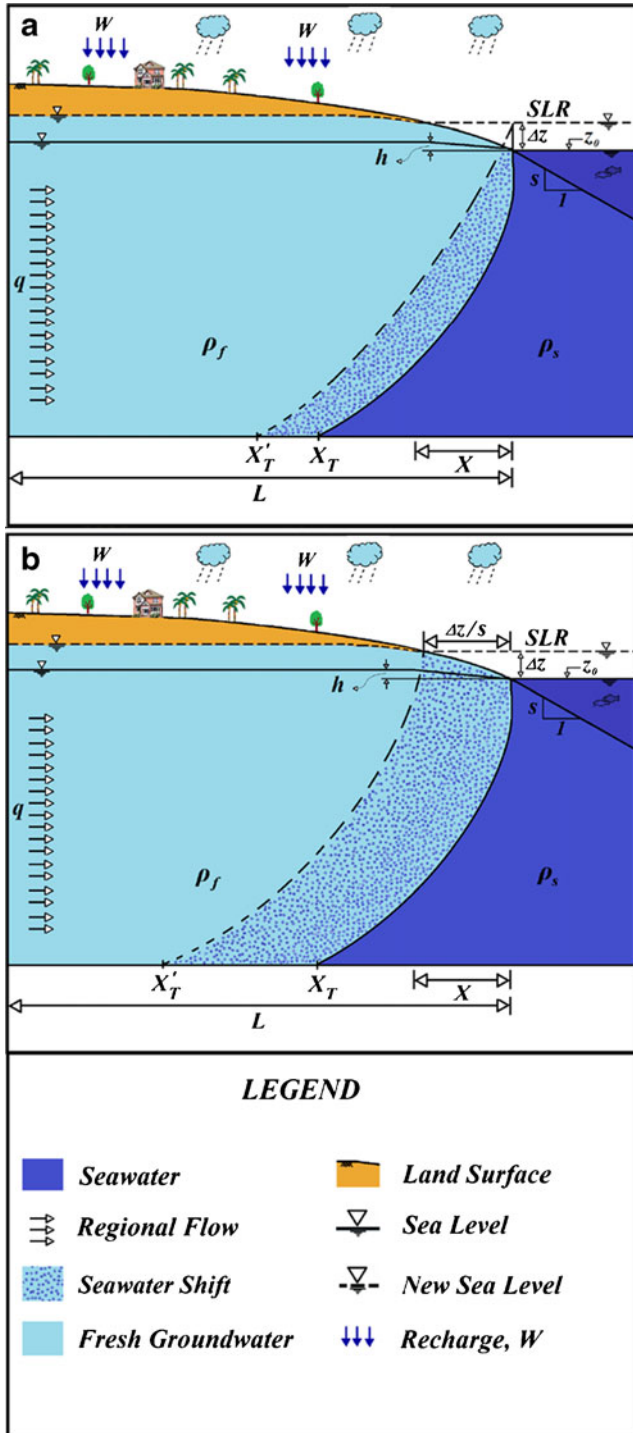 a
W
W
SLR
Δz
z₀
h
s
1
q
ρf
ρs
X'T
XT
X
L
b
W
W
Δz/s
SLR
Δz
z₀
h
s
1
q
ρf
ρs
X'T
XT
X
L
LEGEND
Seawater
Land Surface
Regional Flow
Sea Level
Seawater Shift
New Sea Level
Fresh Groundwater
Recharge, W